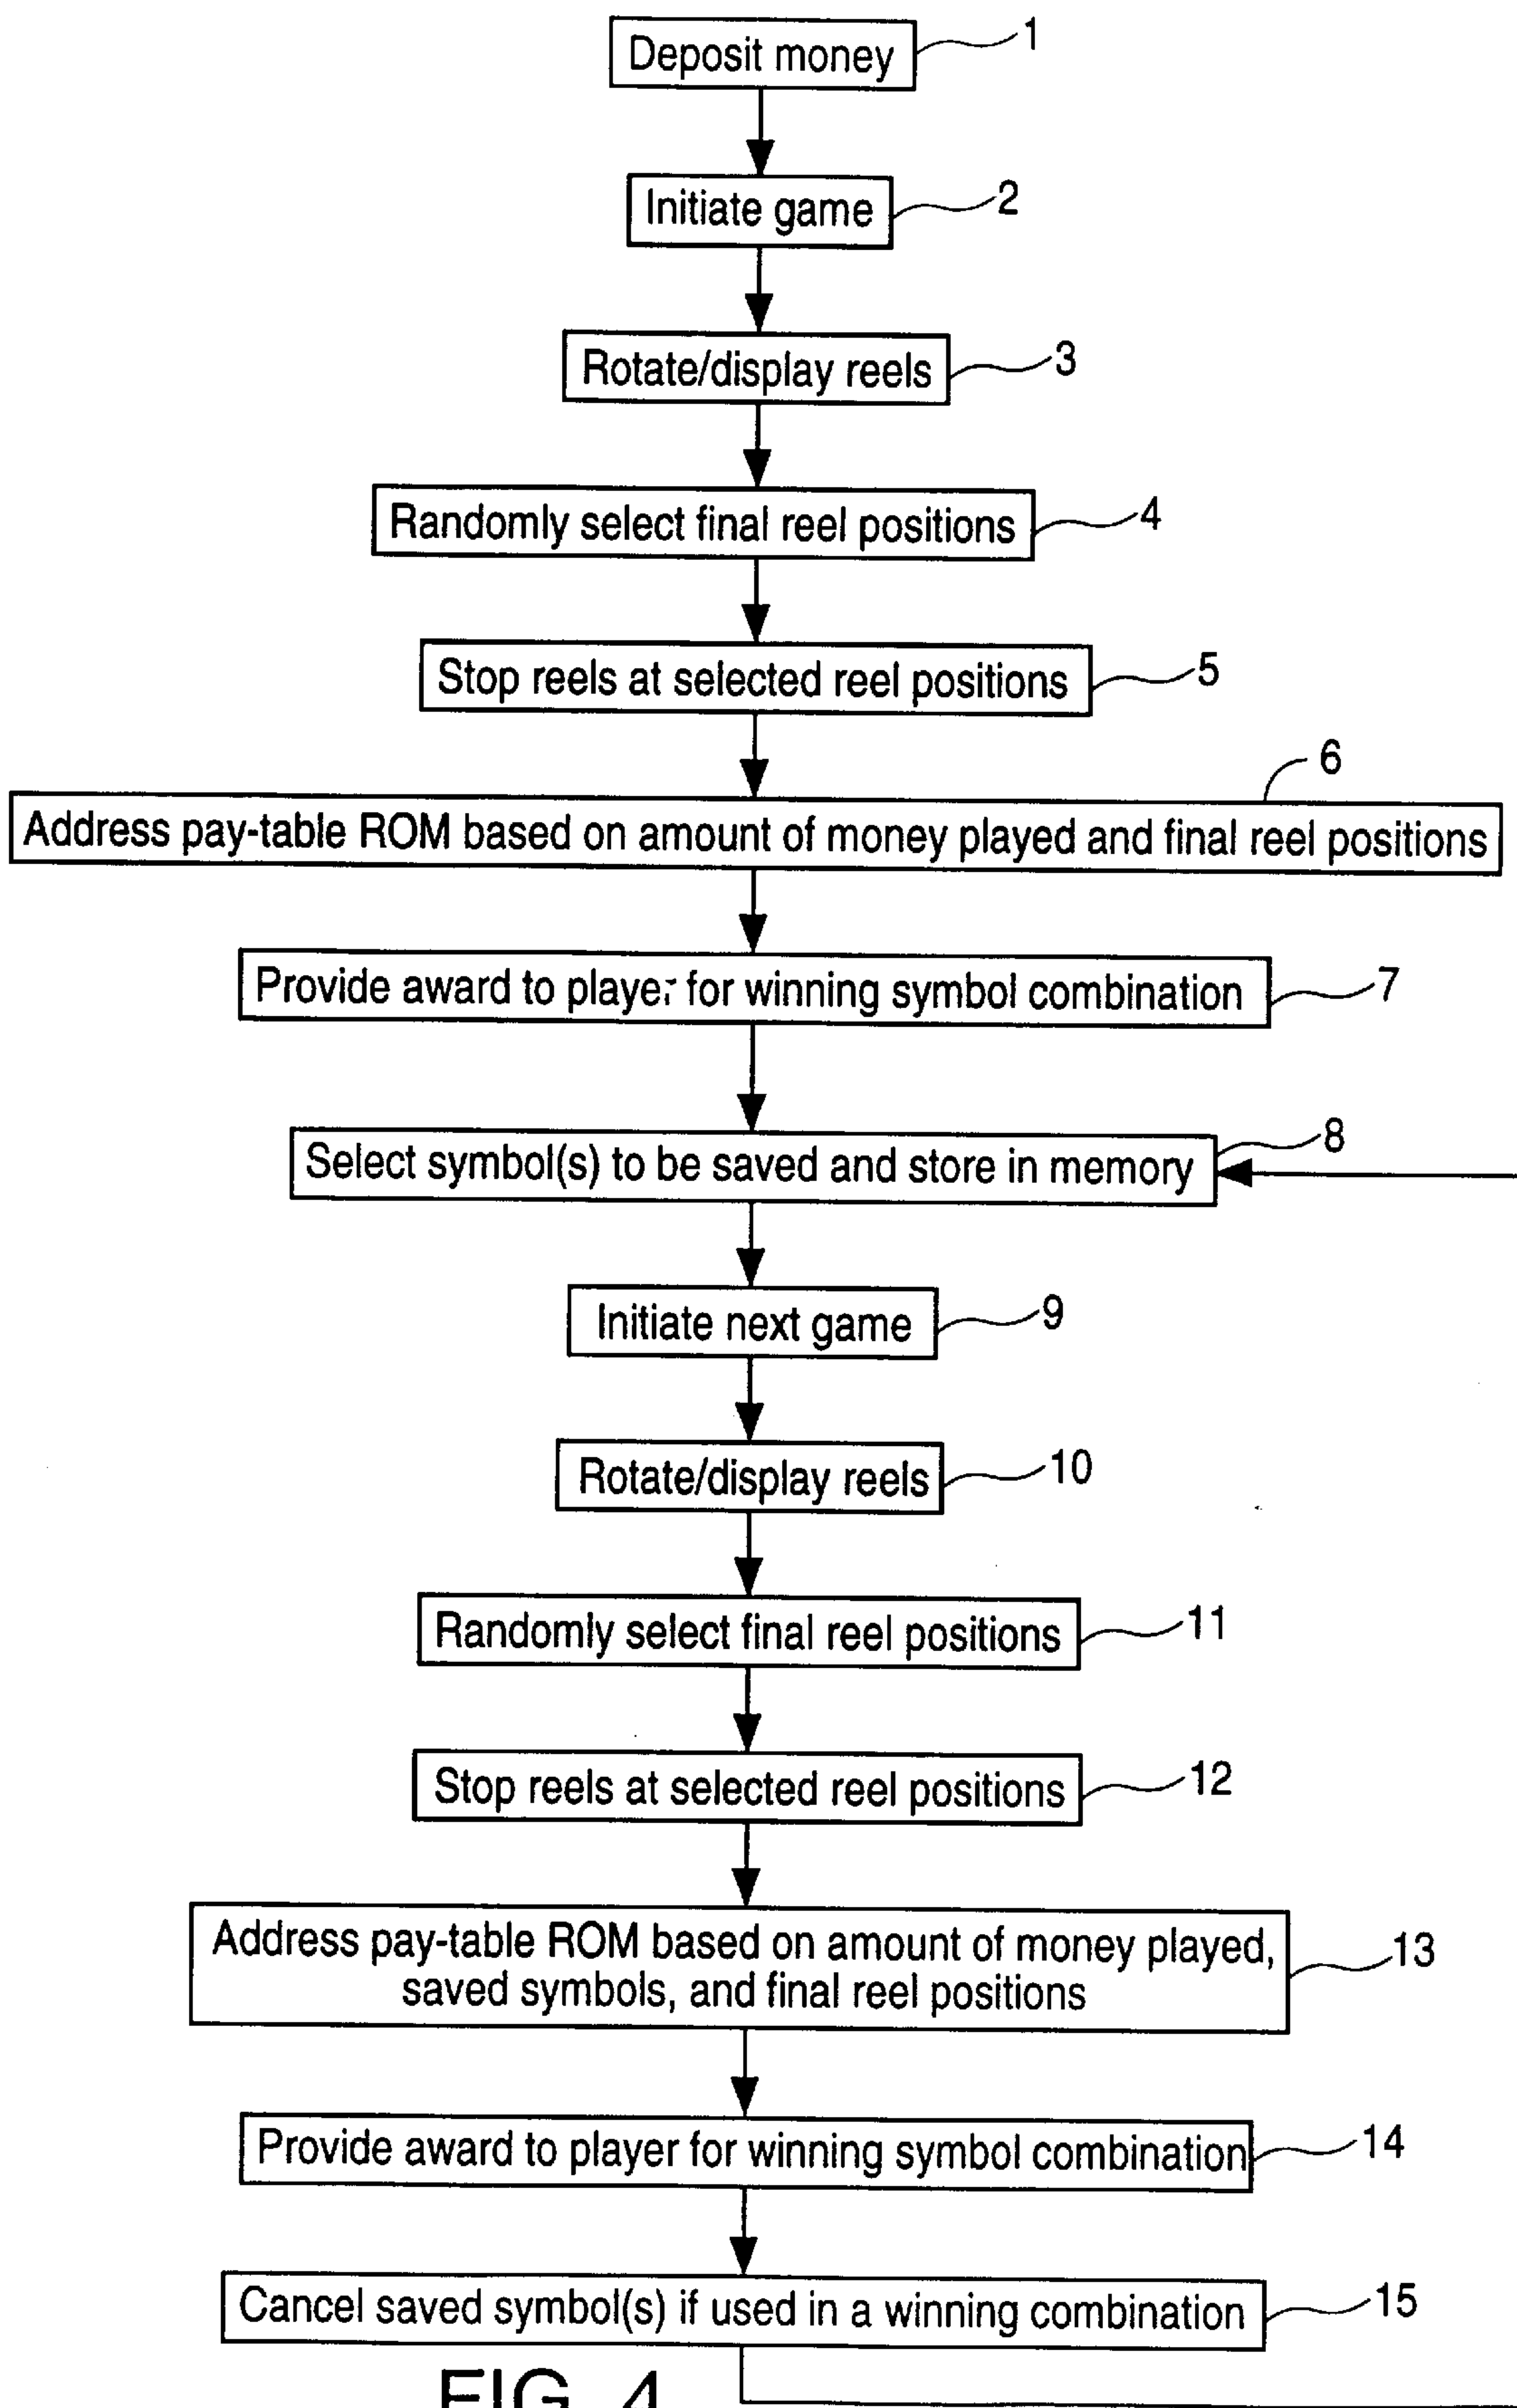 Deposit money
1
Initiate game
2
Rotate/display reels
3
Randomly select final reel positions
4
Stop reels at selected reel positions
5
6
Address pay-table ROM based on amount of money played and final reel positions
Provide award to player for winning symbol combination
7
Select symbol(s) to be saved and store in memory
8
Initiate next game
9
Rotate/display reels
10
Randomly select final reel positions
11
Stop reels at selected reel positions
12
Address pay-table ROM based on amount of money played,
saved symbols, and final reel positions
13
Provide award to player for winning symbol combination
14
Cancel saved symbol(s) if used in a winning combination
15
FIG. 4